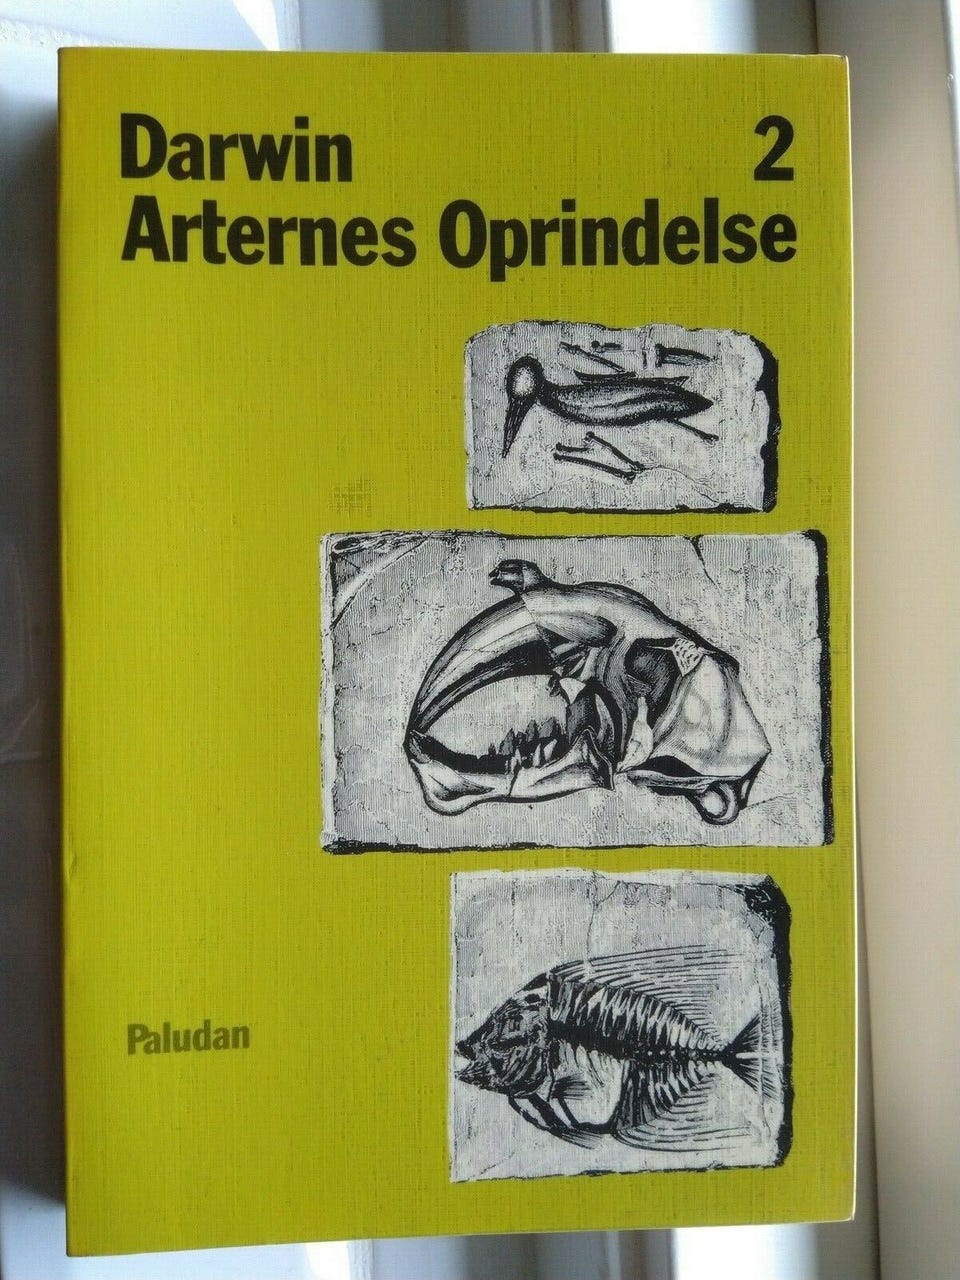 Darwin 2
Arternes Oprindelse
Paludan